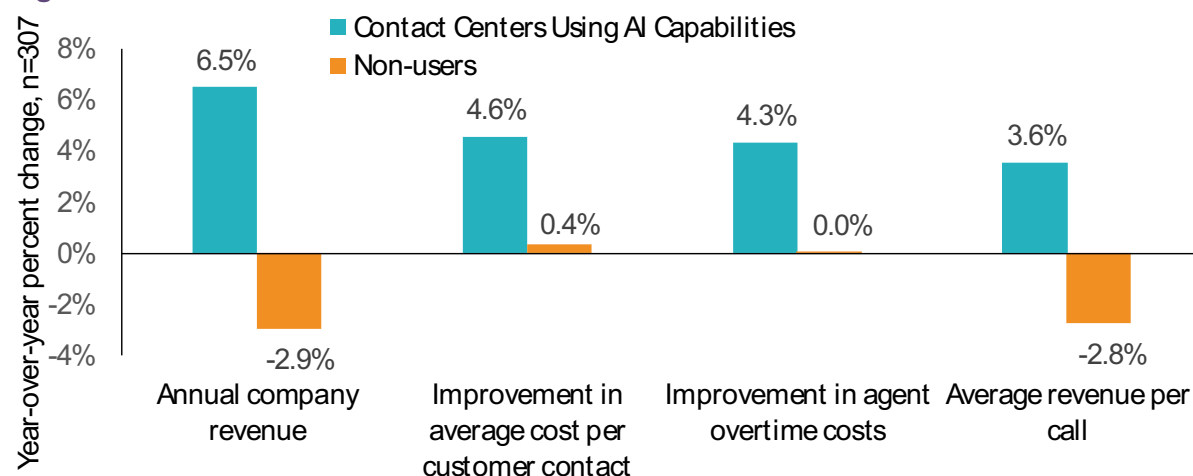 Contact Centers Using AI Capabilities
Non-users
Year-over-year percent change, n=307
8%
6%
4%
2%
0%
-2%
-4%
6.5%
-2.9%
4.6%
0.4%
4.3%
0.0%
3.6%
-2.8%
Annual company
revenue
Improvement in
average cost per
customer contact
Improvement in agent
overtime costs
Average revenue per
call